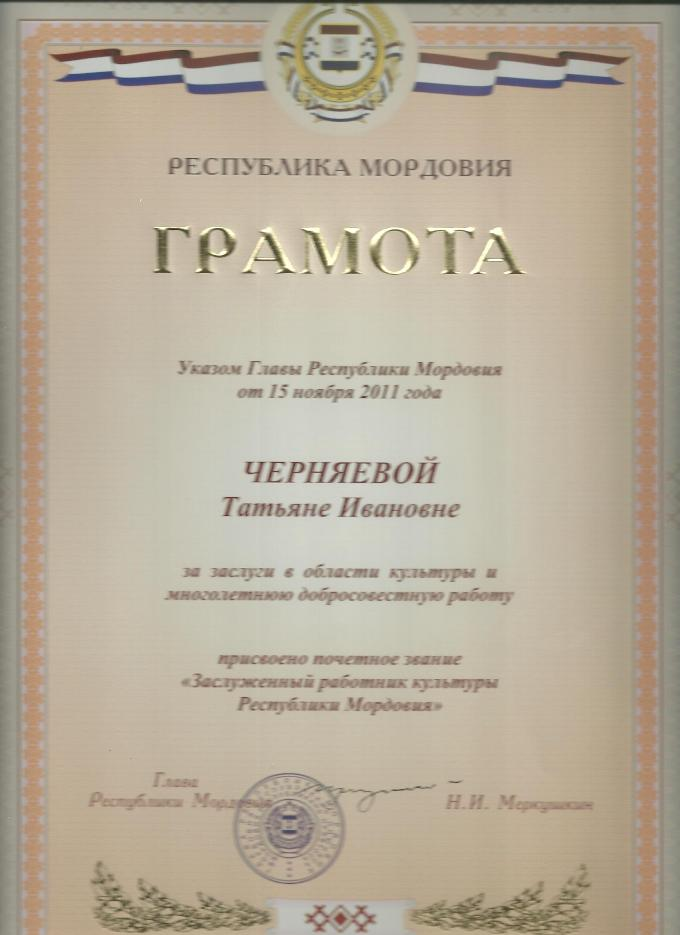 РЕСПУБЛИКА МОРДОВИЯ
ГРАМОТА
Указом Главы Республики Мордовия
от 15 ноября 2011 года
ЧЕРНЯЕВОЙ
Татьяне Ивановне
за заслуги в области культуры и
многолетнюю добросовестную работу
присвоено почетное звание
«Заслуженный работник культуры
Республики Мордовия»
Глава
Республики Мордовия
Н.И. Меркушкин